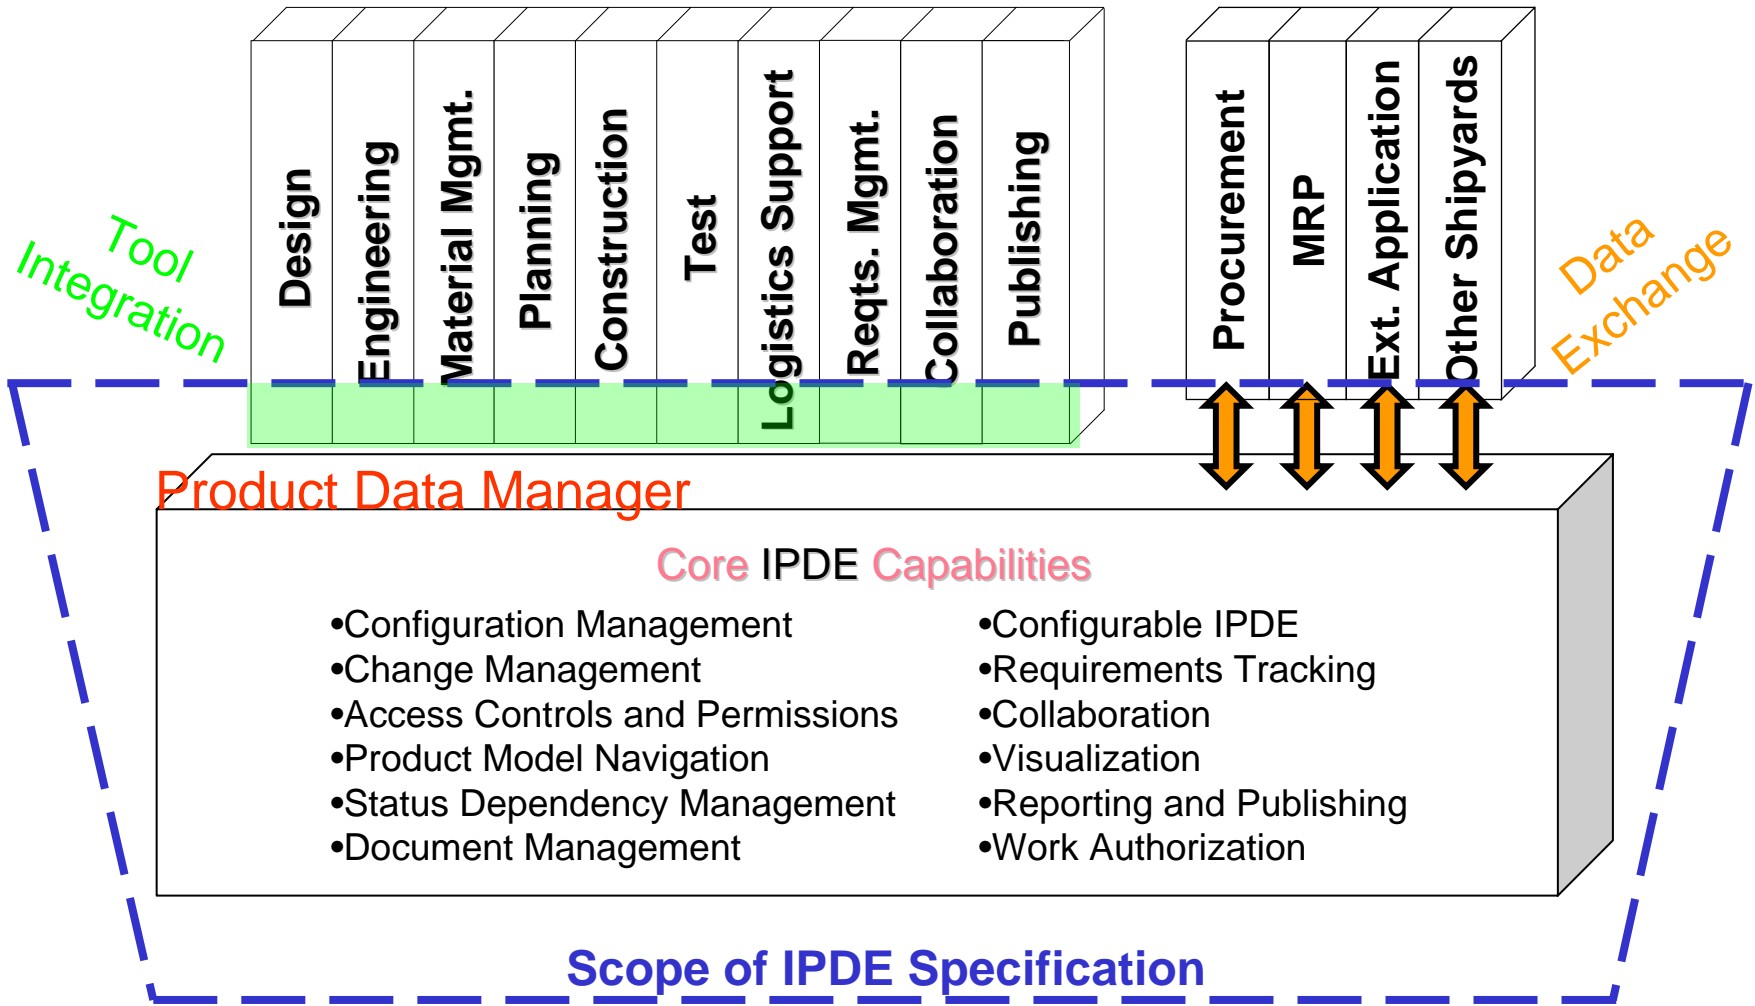 Design
Engineering
Material Mgmt.
Planning
Construction
Test
Logistics Support
Reqts. Mgmt.
Collaboration
Publishing
Procurement
MRP
Ext. Application
Other Shipyards
Tool
Integration
Data
Exchange
Product Data Manager
Core IPDE Capabilities
•Configuration Management
•Change Management
•Access Controls and Permissions
•Product Model Navigation
•Status Dependency Management
•Document Management
•Configurable IPDE
•Requirements Tracking
•Collaboration
•Visualization
•Reporting and Publishing
•Work Authorization
Scope of IPDE Specification